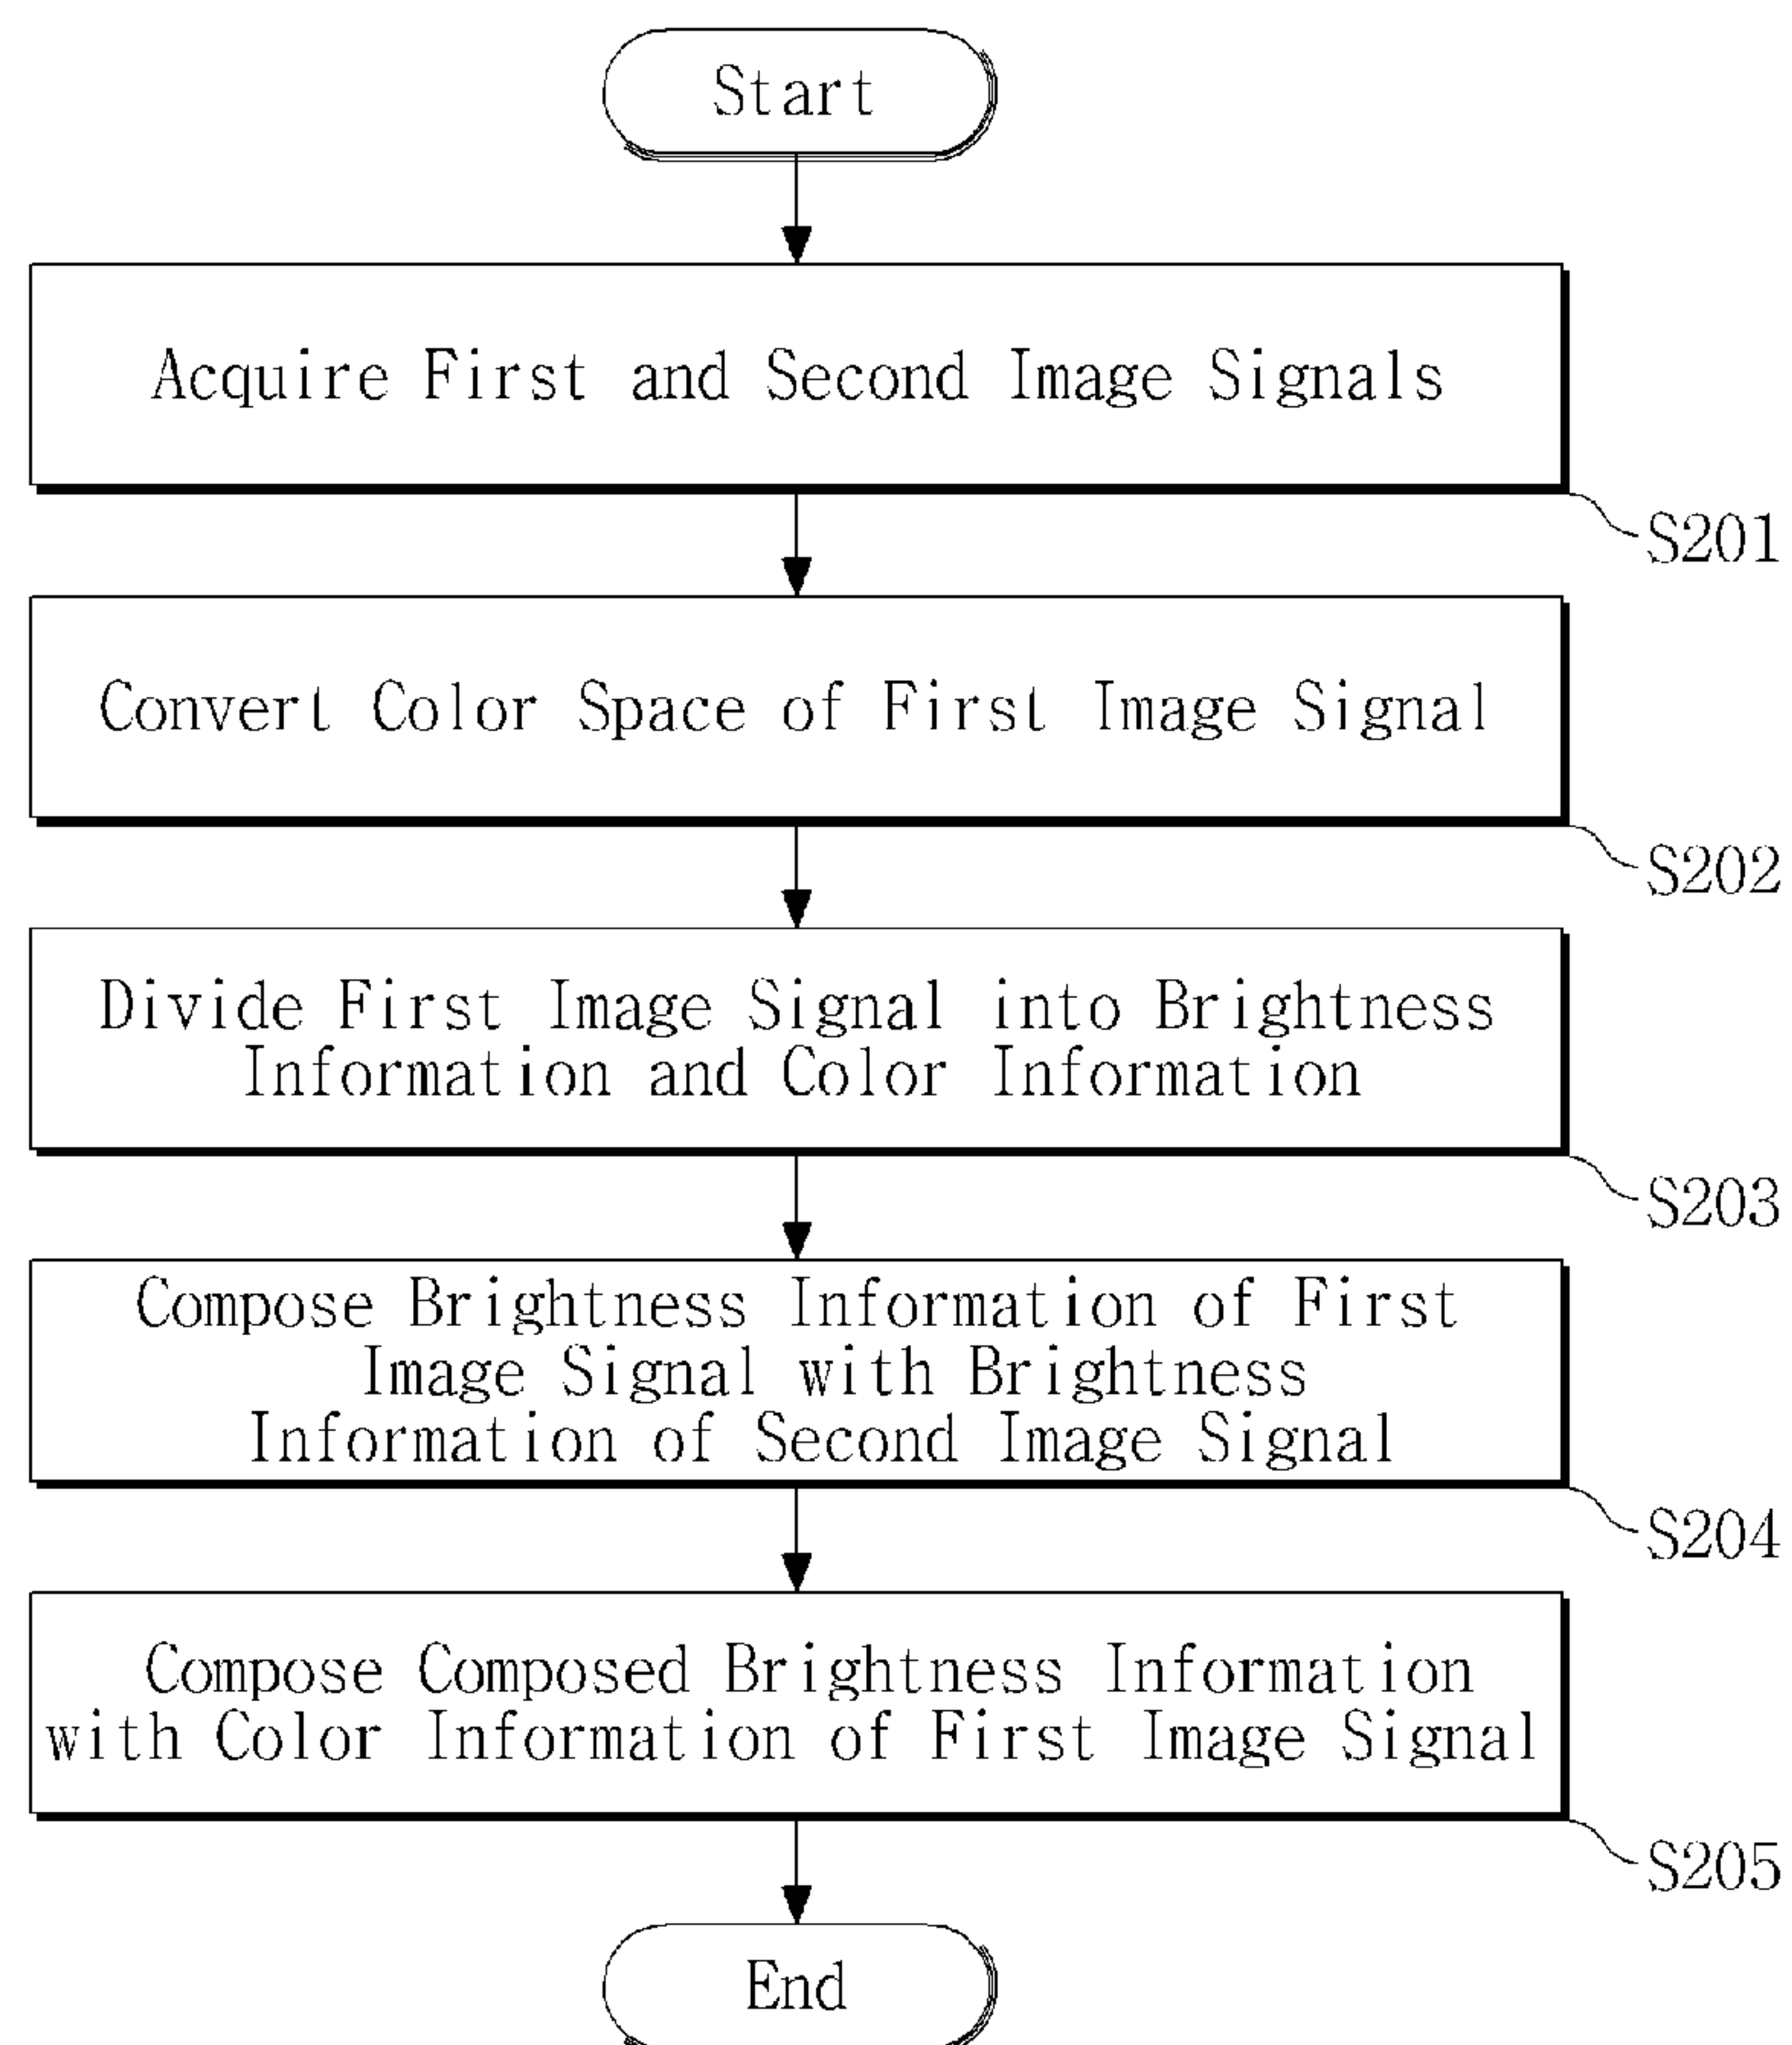 Start
Acquire First and Second Image Signals
S201
Convert Color Space of First Image Signal
S202
Divide First Image Signal into Brightness
Information and Color Information
S203
Compose Brightness Information of First
Image Signal with Brightness
Information of Second Image Signal
S204
Compose Composed Brightness Information
with Color Information of First Image Signal
S205
End